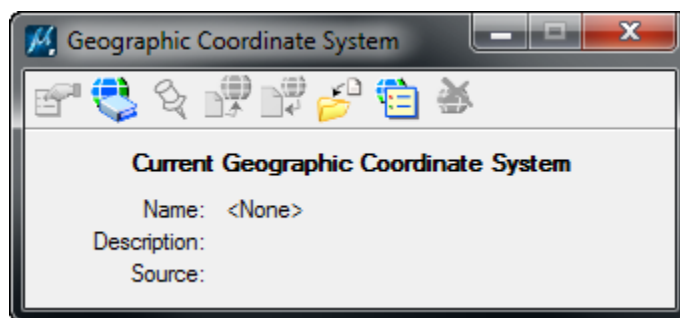 Geographic Coordinate System
Current Geographic Coordinate System
Name: <None>
Description:
Source: